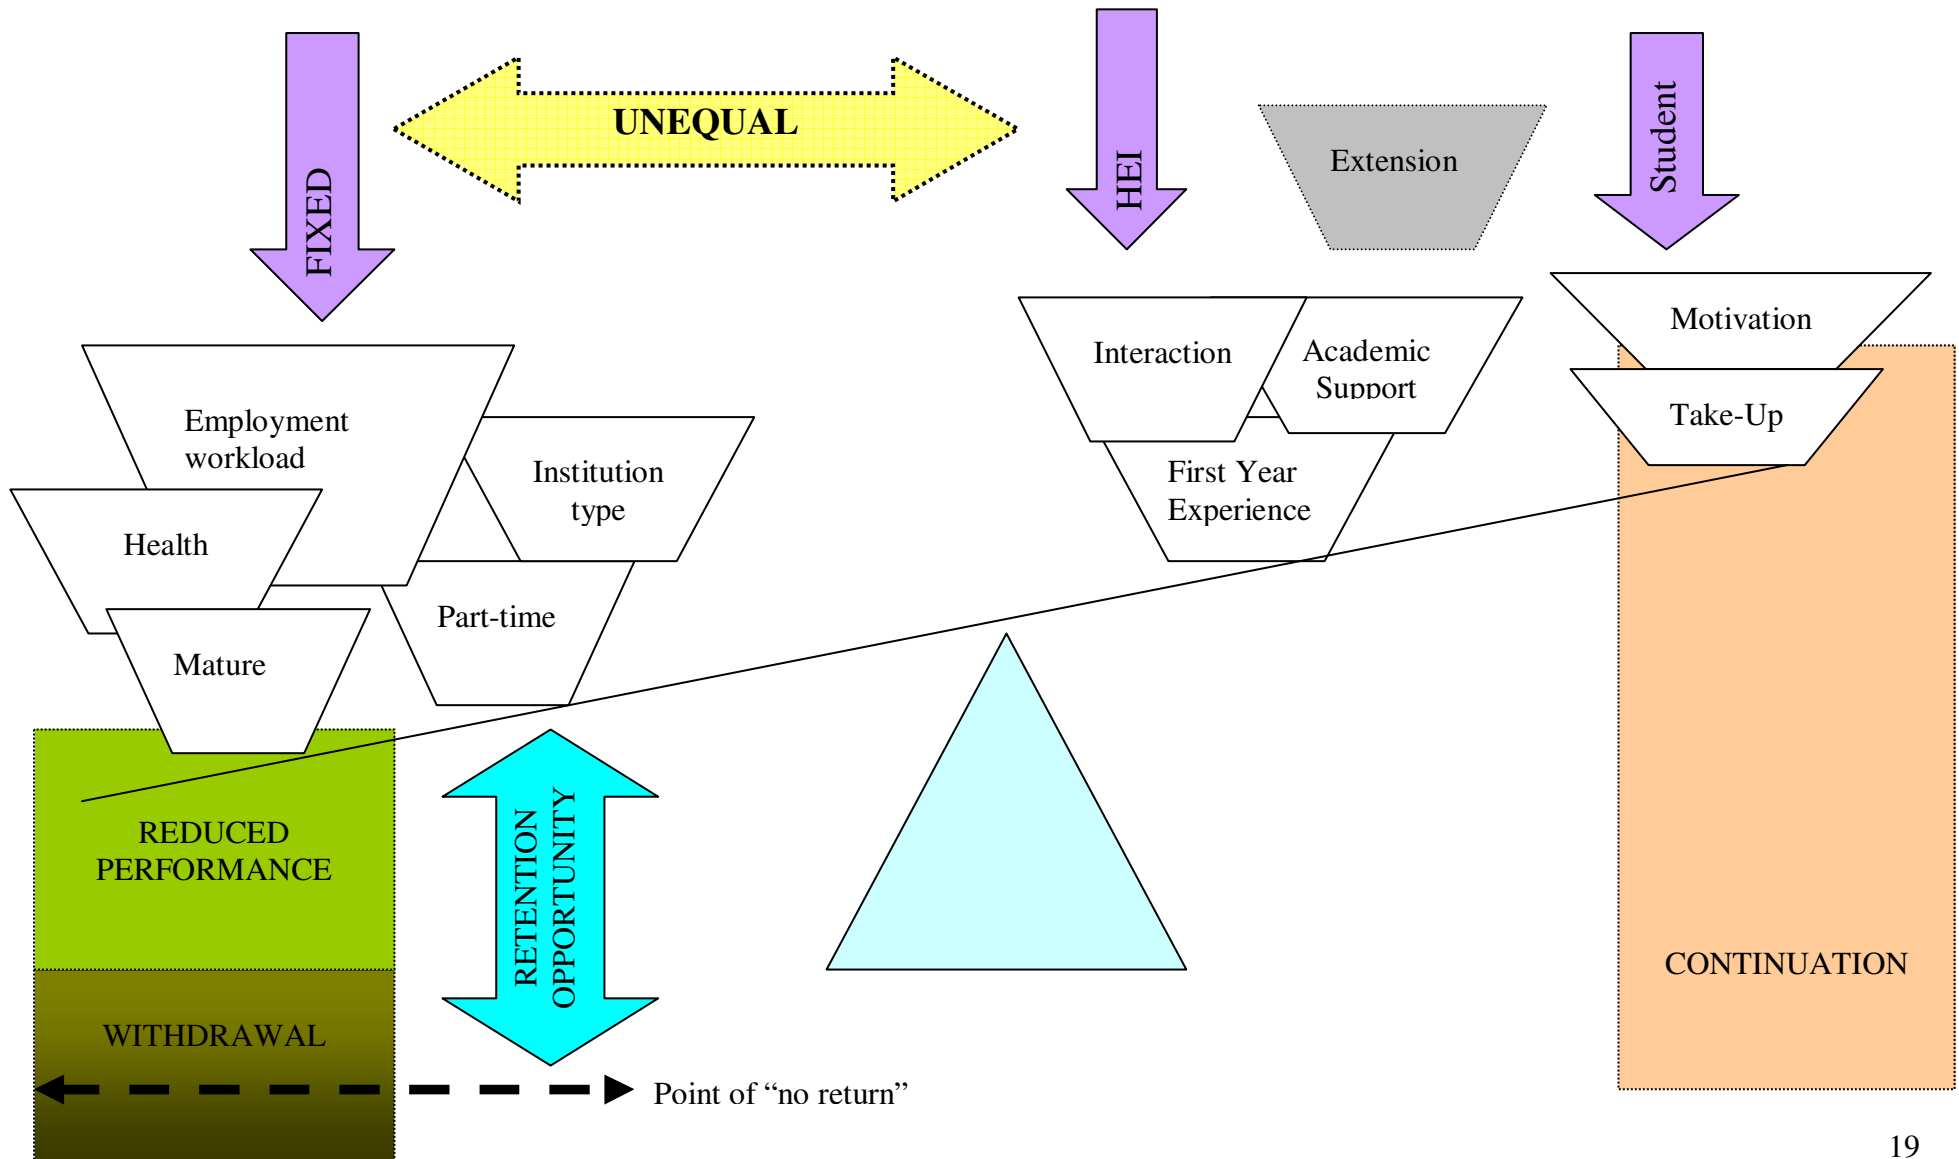 UNEQUAL
FIXED
HEI
Extension
Student
Motivation
Interaction
Academic
Support
Take-Up
Employment
workload
Institution
type
First Year
Experience
Health
Part-time
Mature
REDUCED
PERFORMANCE
RETENTION
OPPORTUNITY
CONTINUATION
WITHDRAWAL
Point of “no return”
19